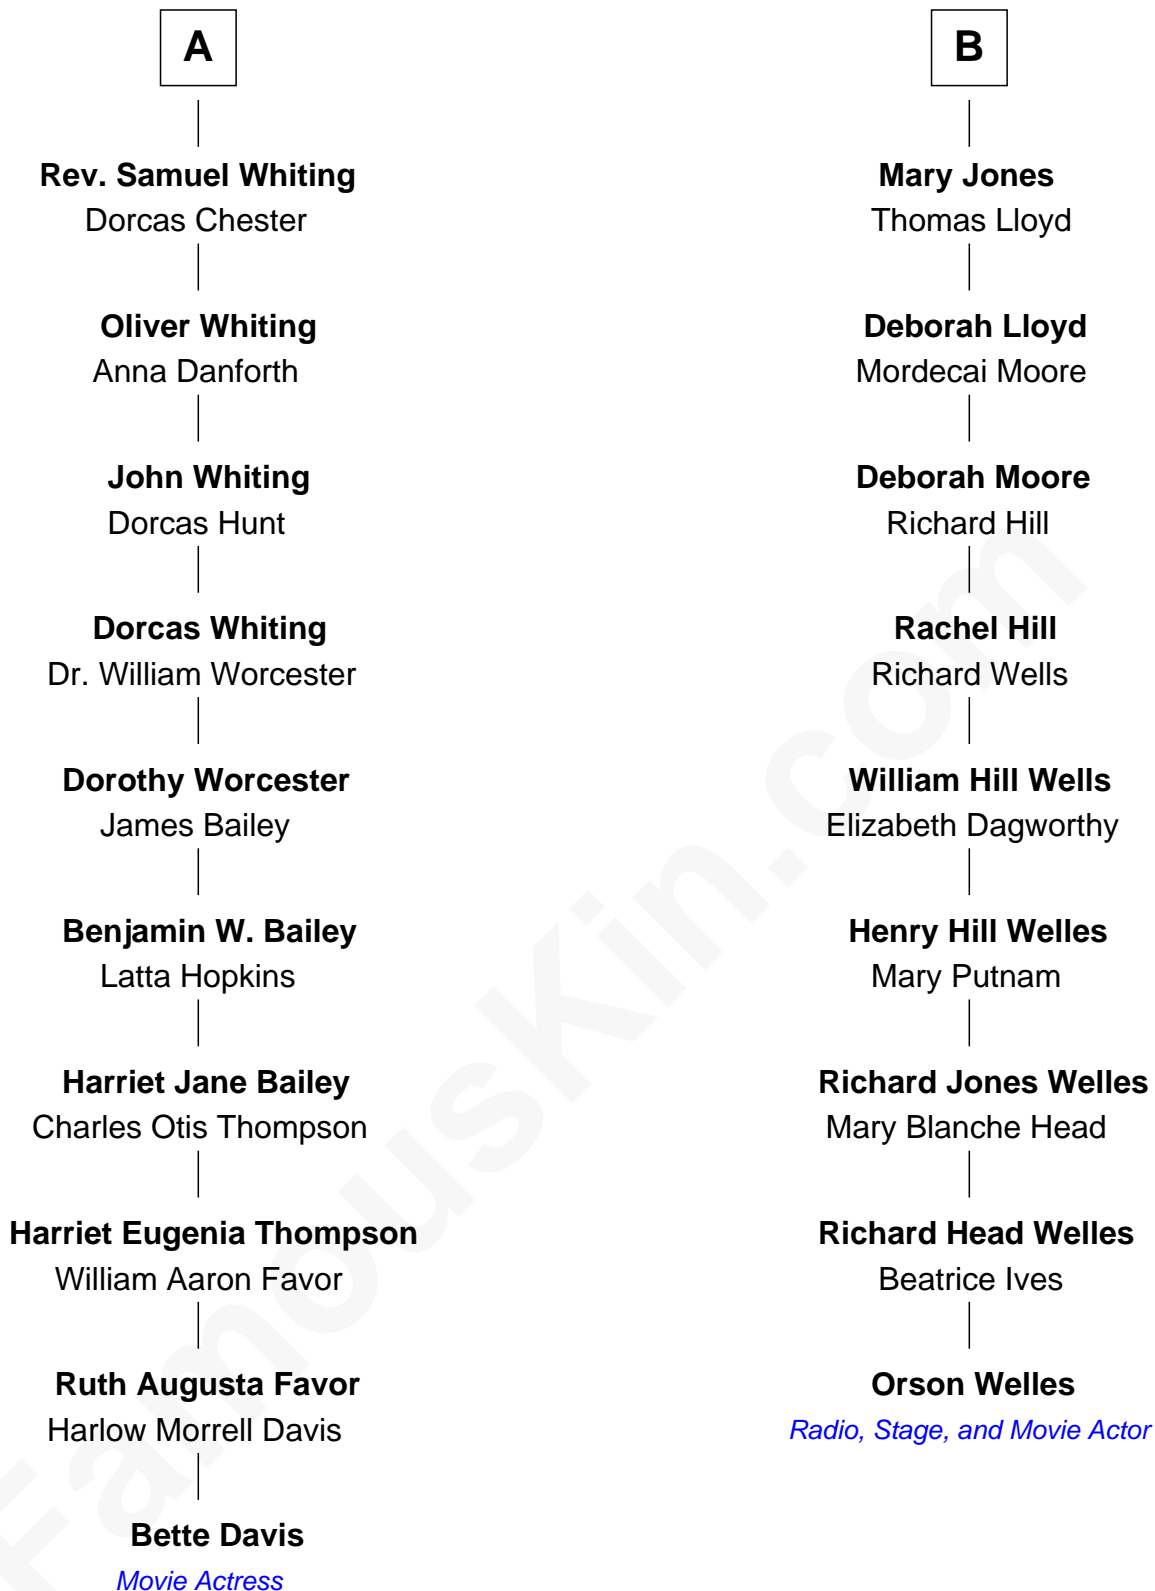 A
Rev. Samuel Whiting
Dorcas Chester
Oliver Whiting
Anna Danforth
John Whiting
Dorcas Hunt
Dorcas Whiting
Dr. William Worcester
Dorothy Worcester
James Bailey
Benjamin W. Bailey
Latta Hopkins
Harriet Jane Bailey
Charles Otis Thompson
Harriet Eugenia Thompson
William Aaron Favor
Ruth Augusta Favor
Harlow Morrell Davis
Bette Davis
Movie Actress
B
Mary Jones
Thomas Lloyd
Deborah Lloyd
Mordecai Moore
Deborah Moore
Richard Hill
Rachel Hill
Richard Wells
William Hill Wells
Elizabeth Dagworthy
Henry Hill Welles
Mary Putnam
Richard Jones Welles
Mary Blanche Head
Richard Head Welles
Beatrice Ives
Orson Welles
Radio, Stage, and Movie Actor
FamousKin.com